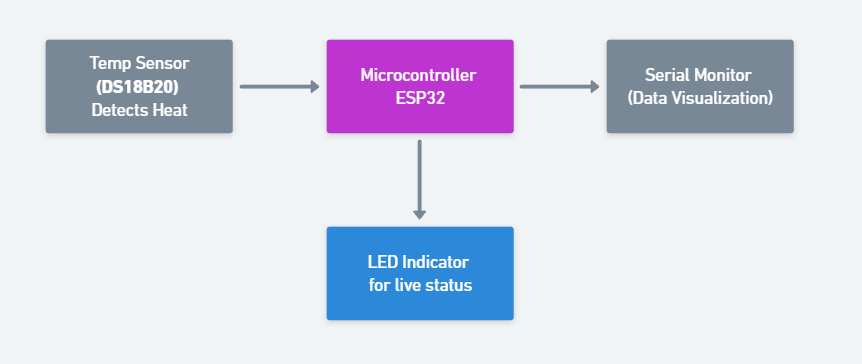 Temp Sensor
(DS18B20)
Detects Heat
Microcontroller
ESP32
Serial Monitor
(Data Visualization)
LED Indicator
for live status